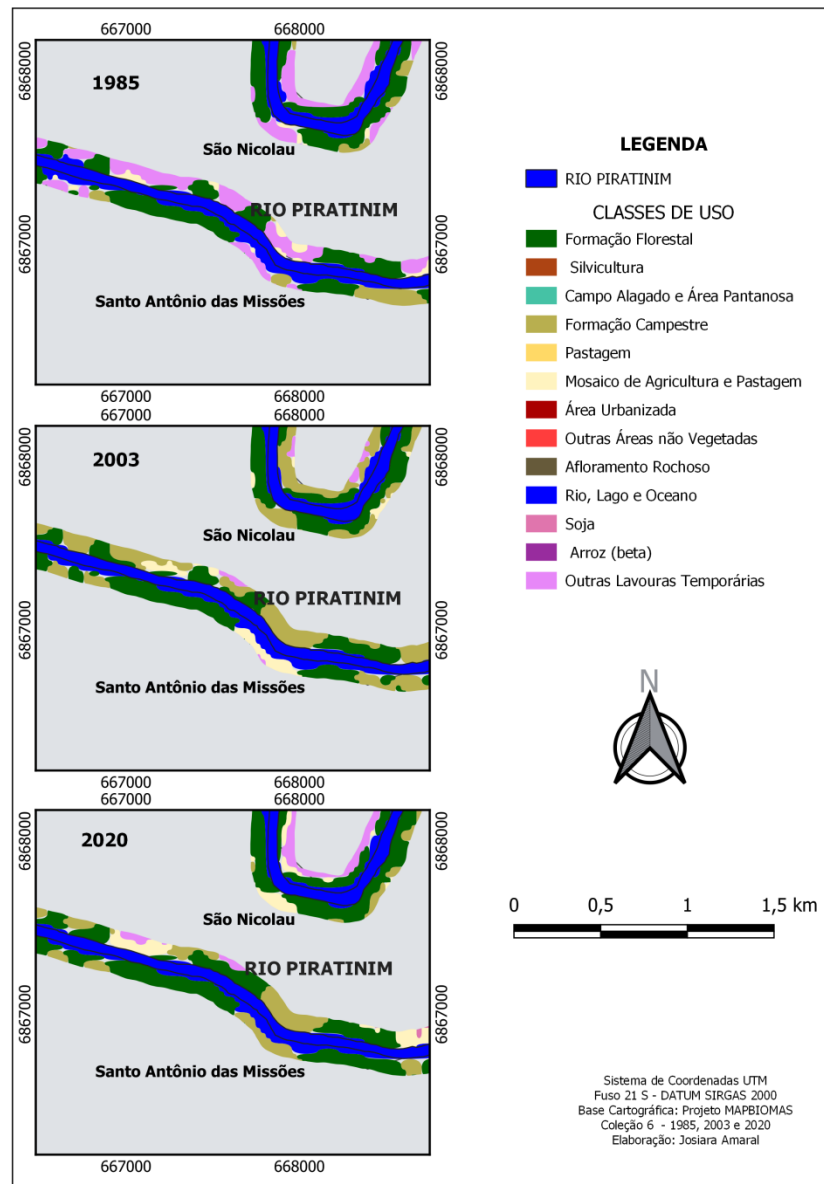 667000 668000
6868000
6868000
1985
São Nicolau
RIO PIRATINIM
6867000
6867000
Santo Antônio das Missões
667000 668000
667000 668000
6868000
6868000
2003
São Nicolau
RIO PIRATINIM
6867000
6867000
Santo Antônio das Missões
667000 668000
667000 668000
6868000
6868000
2020
São Nicolau
RIO PIRATINIM
6867000
6867000
Santo Antônio das Missões
667000 668000
LEGENDA
RIO PIRATINIM
CLASSES DE USO
Formação Florestal
Silvicultura
Campo Alagado e Área Pantanosa
Formação Campestre
Pastagem
Mosaico de Agricultura e Pastagem
Área Urbanizada
Outras Áreas não Vegetadas
Afloramento Rochoso
Rio, Lago e Oceano
Soja
Arroz (beta)
Outras Lavouras Temporárias
N
0 0,5 1 1,5 km
Sistema de Coordenadas UTM
Fuso 21 S - DATUM SIRGAS 2000
Base Cartográfica: Projeto MAPBIOMAS
Coleção 6 - 1985, 2003 e 2020
Elaboração: Josiara Amaral